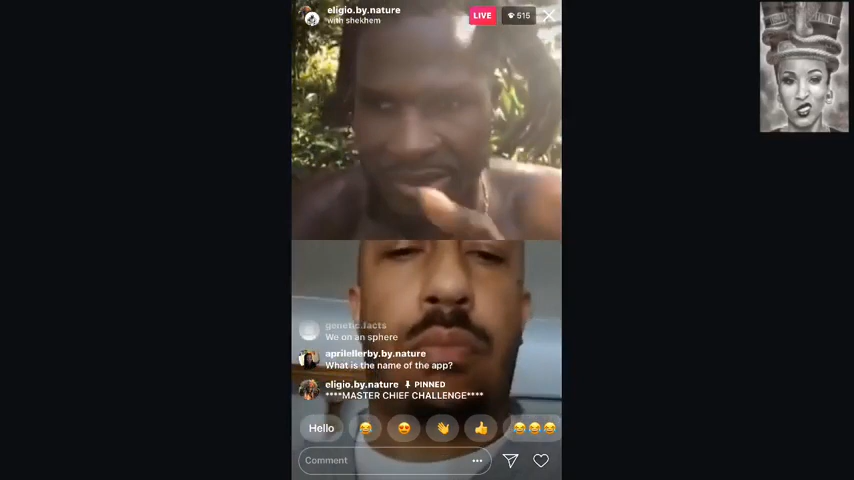 eligio.by.nature
with shekhem
LIVE
515
genetic.facts
We on an sphere
aprilellerby.by.nature
What is the name of the app?
eligio.by.nature PINNED
****MASTER CHIEF CHALLENGE****
Hello
Comment